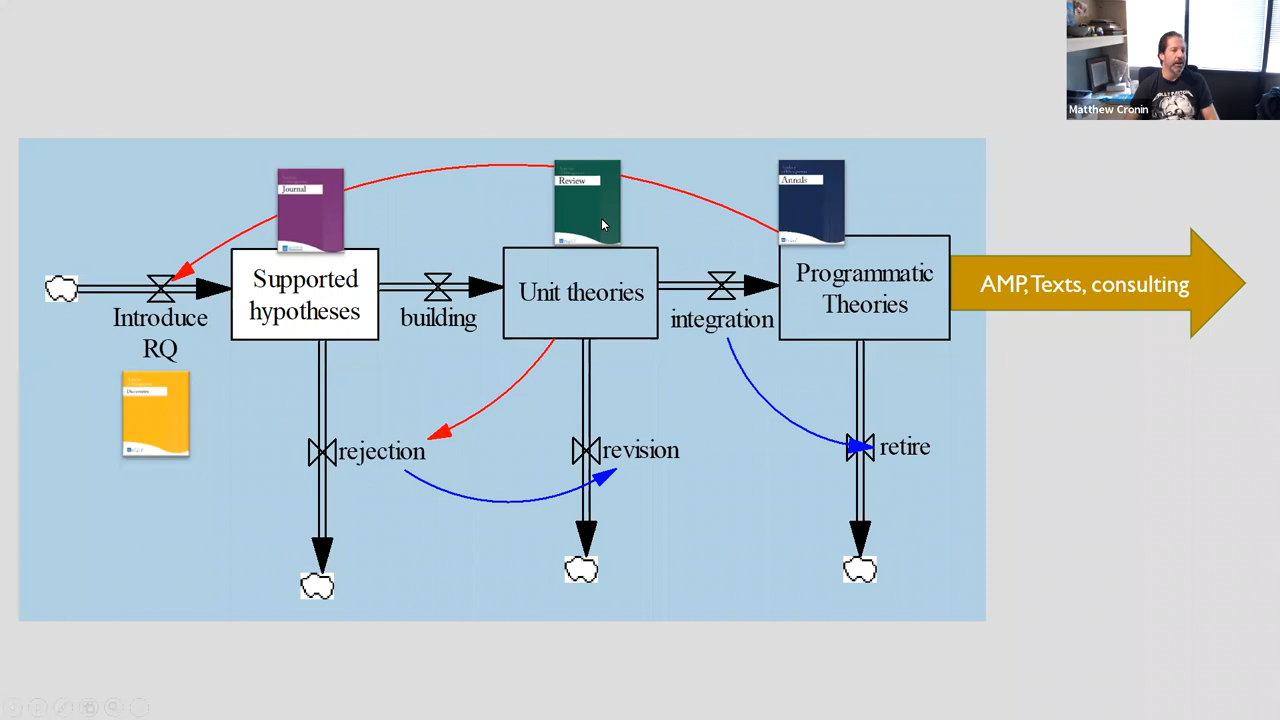 Matthew Cronin
Journal
Review
Annals
Supported
hypotheses
Unit theories
Programmatic
Theories
AMP, Texts, consulting
Introduce
RQ
building
integration
Discoveries
rejection
revision
retire